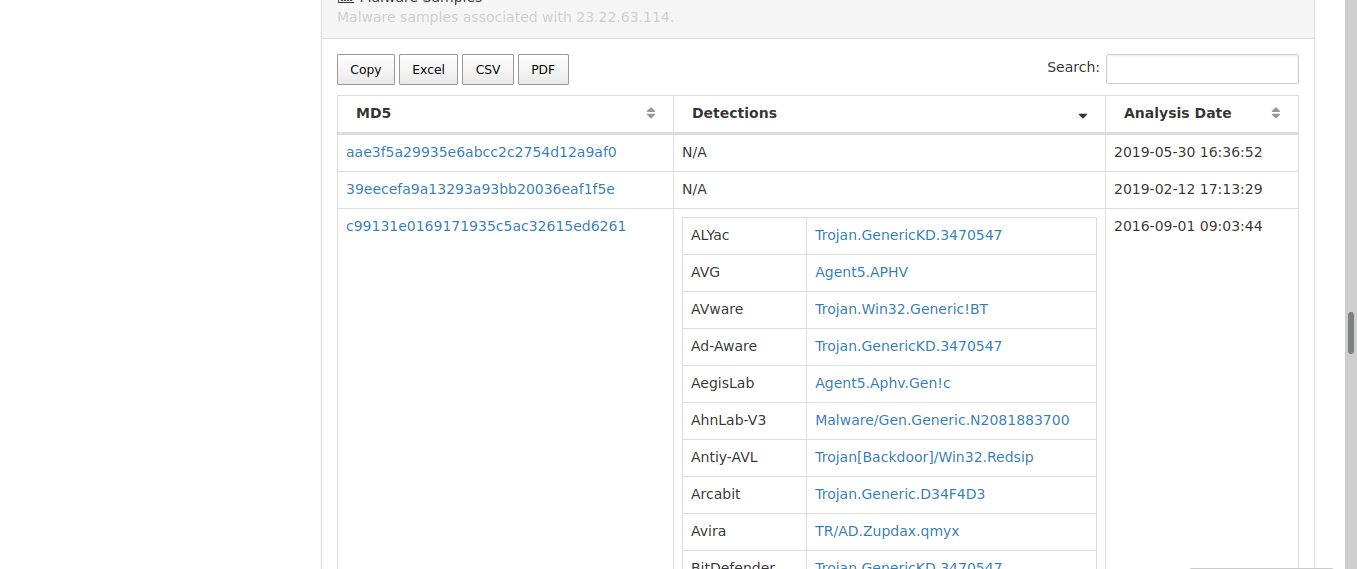 Malware Samples
Malware samples associated with 23.22.63.114.
Copy Excel CSV PDF Search:
MD5 Detections Analysis Date
aae3f5a29935e6abcc2c2754d12a9af0 N/A 2019-05-30 16:36:52
39eecefa9a13293a93bb20036eaf1f5e N/A 2019-02-12 17:13:29
c99131e0169171935c5ac32615ed6261 ALYac Trojan.GenericKD.3470547 2016-09-01 09:03:44
AVG Agent5.APHV
AVware Trojan.Win32.Generic!BT
Ad-Aware Trojan.GenericKD.3470547
AegisLab Agent5.Aphv.Gen!c
AhnLab-V3 Malware/Gen.Generic.N2081883700
Antiy-AVL Trojan[Backdoor]/Win32.Redsip
Arcabit Trojan.Generic.D34F4D3
Avira TR/AD.Zupdax.qmyx
BitDefender Trojan.GenericKD.3470547